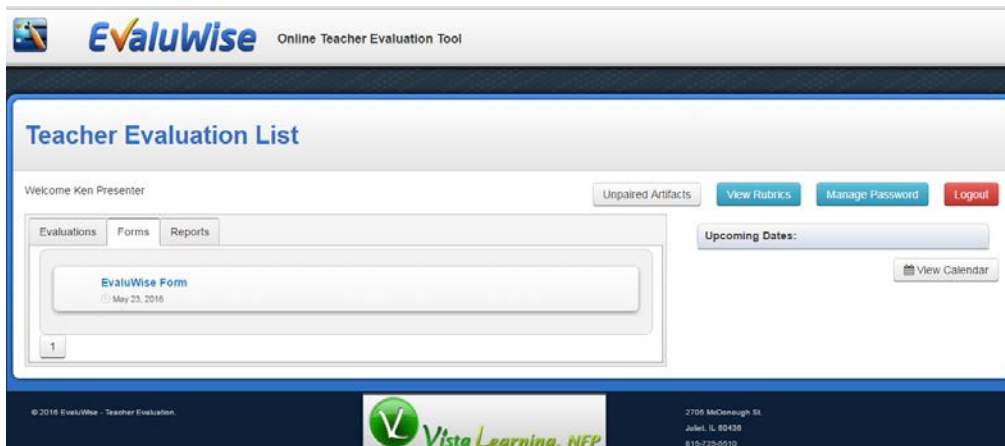 EvaluWise Online Teacher Evaluation Tool
Teacher Evaluation List
Welcome Ken Presenter
Unpaired Artifacts View Rubrics Manage Password Logout
Evaluations Forms Reports
Upcoming Dates:
EvaluWise Form
May 23, 2016
View Calendar
1
© 2016 EvaluWise - Teacher Evaluation.
Vista Learning, NFP
2705 McDonough St.
Joliet, IL 60436
815-725-5510